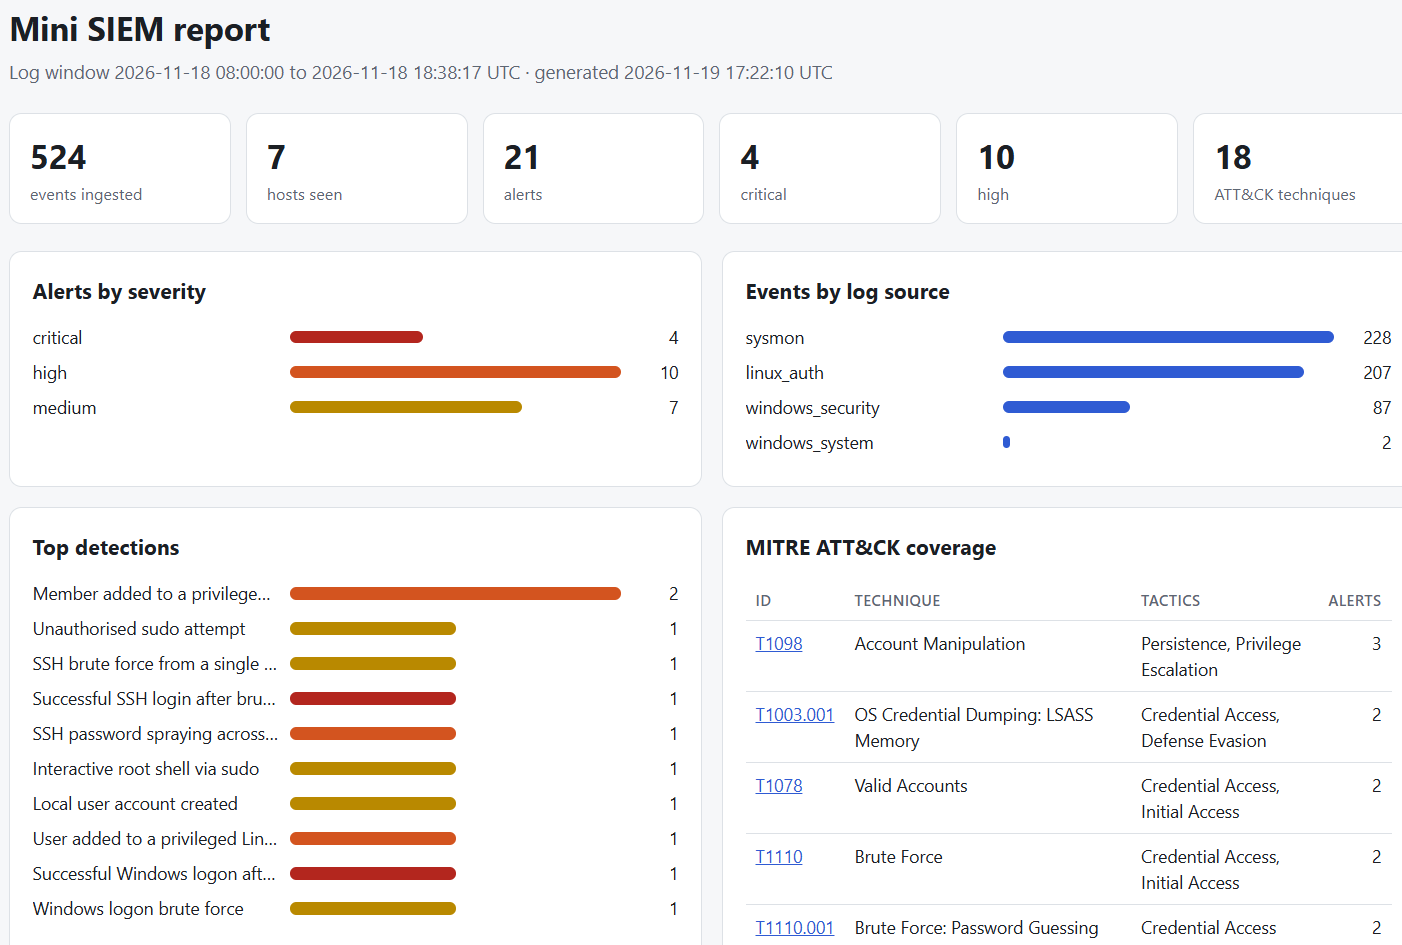 Mini SIEM report
Log window 2026-11-18 08:00:00 to 2026-11-18 18:38:17 UTC · generated 2026-11-19 17:22:10 UTC
524
events ingested
7
hosts seen
21
alerts
4
critical
10
high
18
ATT&CK techniques
Alerts by severity
critical 4
high 10
medium 7
Events by log source
sysmon 228
linux_auth 207
windows_security 87
windows_system 2
Top detections
Member added to a privilege... 2
Unauthorised sudo attempt 1
SSH brute force from a single ... 1
Successful SSH login after bru... 1
SSH password spraying across... 1
Interactive root shell via sudo 1
Local user account created 1
User added to a privileged Lin... 1
Successful Windows logon aft... 1
Windows logon brute force 1
MITRE ATT&CK coverage
ID TECHNIQUE TACTICS ALERTS
T1098 Account Manipulation Persistence, Privilege 3
Escalation
T1003.001 OS Credential Dumping: LSASS Credential Access, 2
Memory Defense Evasion
T1078 Valid Accounts Credential Access, 2
Initial Access
T1110 Brute Force Credential Access, 2
Initial Access
T1110.001 Brute Force: Password Guessing Credential Access 2